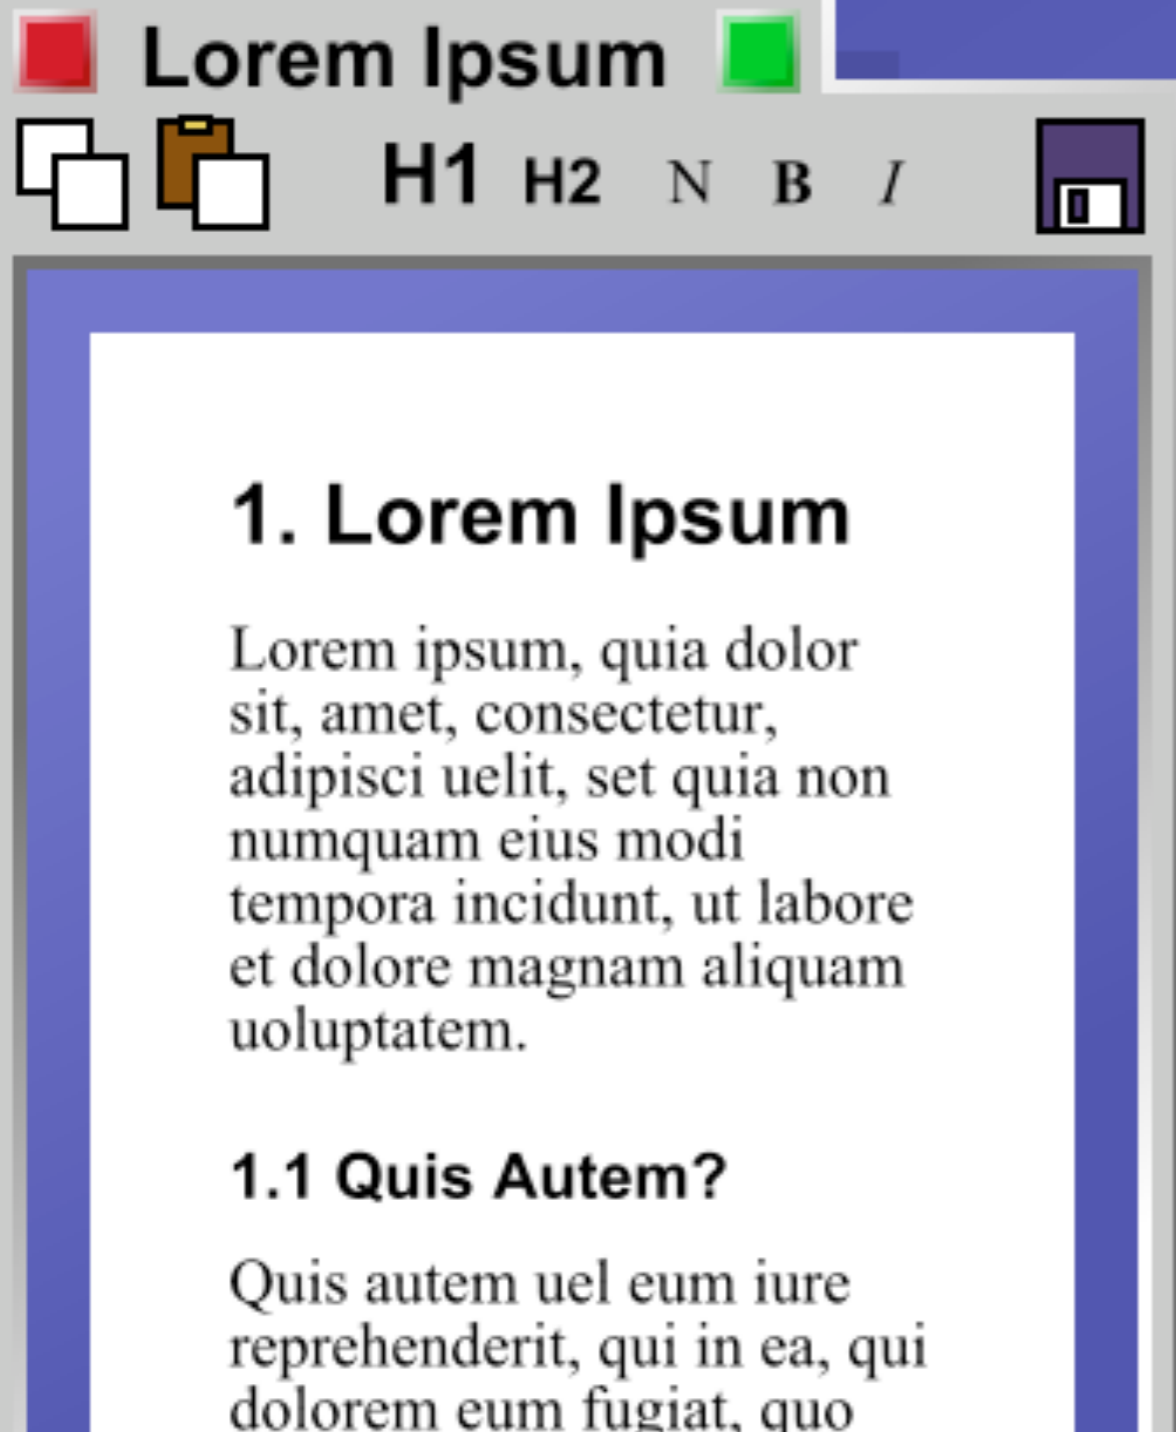 Lorem Ipsum
H1 H2 N B I
1. Lorem Ipsum
Lorem ipsum, quia dolor
sit, amet, consectetur,
adipisci uelit, set quia non
numquam eius modi
tempora incidunt, ut labore
et dolore magnam aliquam
uoluptatem.
1.1 Quis Autem?
Quis autem uel eum iure
reprehenderit, qui in ea, qui
dolorem eum fugiat, quo